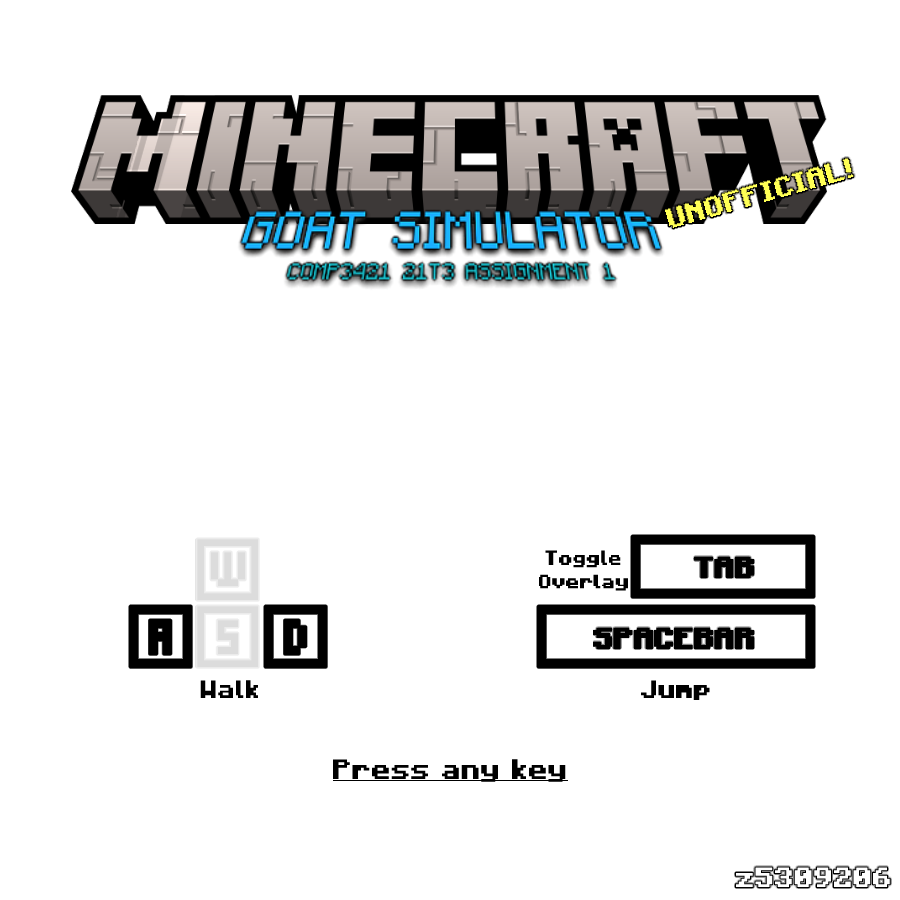 MINECRAFT
UNOFFICIAL!
GOAT SIMULATOR
COMP3421 21T3 ASSIGNMENT 1
W
Toggle
Overlay
TAB
A S D
SPACEBAR
Walk
Jump
Press any key
z5309206